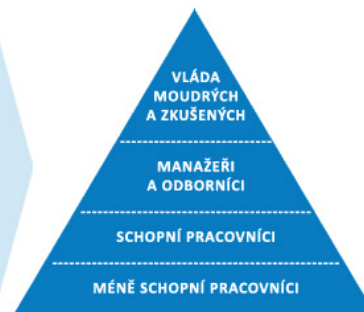 VLÁDA
MOUDRÝCH
A ZKUŠENÝCH
MANAŽEŘI
A ODBORNÍCI
SCHOPNÍ PRACOVNÍCI
MÉNĚ SCHOPNÍ PRACOVNÍCI